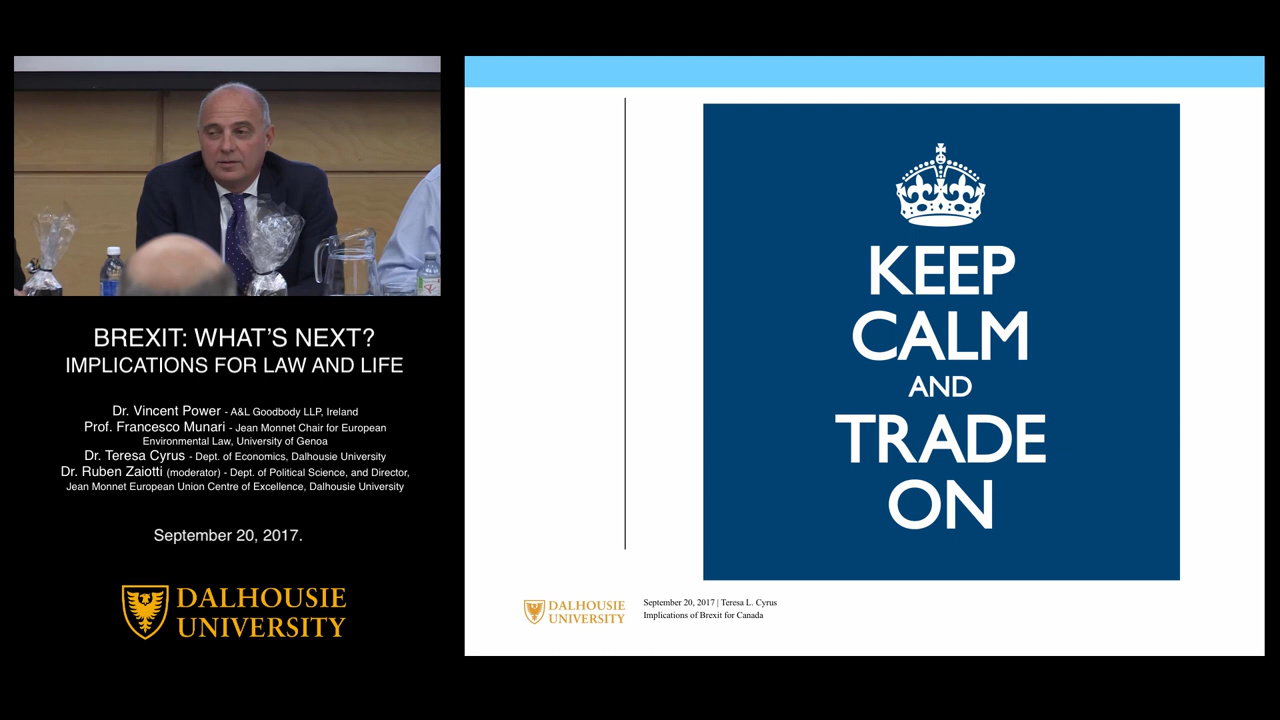 BREXIT: WHAT'S NEXT?
IMPLICATIONS FOR LAW AND LIFE
Dr. Vincent Power - A&L Goodbody LLP, Ireland
Prof. Francesco Munari - Jean Monnet Chair for European
Environmental Law, University of Genoa
Dr. Teresa Cyrus - Dept. of Economics, Dalhousie University
Dr. Ruben Zaiotti (moderator) - Dept. of Political Science, and Director,
Jean Monnet European Union Centre of Excellence, Dalhousie University
September 20, 2017.
DALHOUSIE
UNIVERSITY
KEEP
CALM
AND
TRADE
ON
DALHOUSIE
UNIVERSITY
September 20, 2017 | Teresa L. Cyrus
Implications of Brexit for Canada